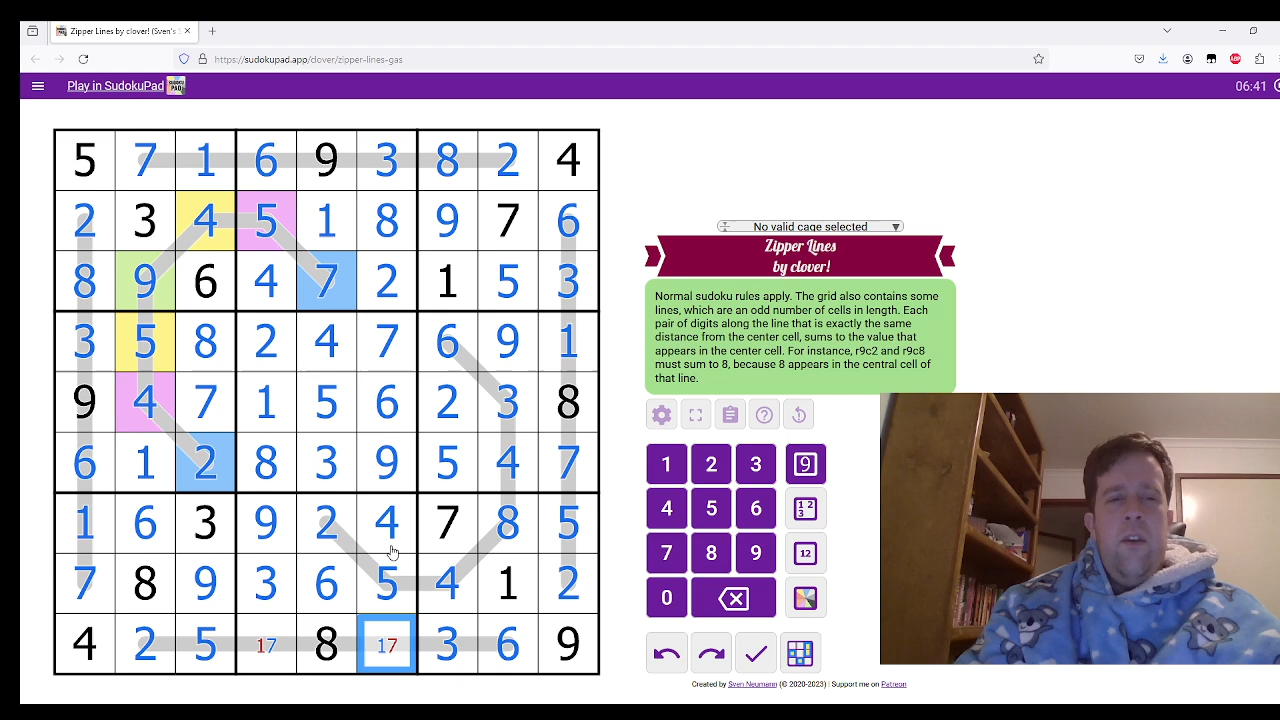 Zipper Lines by clover! (Sven's S
https://sudokupad.app/clover/zipper-lines-gas
Play in SudokuPad
06:41
5 7 1 6 9 3 8 2 4
2 3 4 5 1 8 9 7 6
8 9 6 4 7 2 1 5 3
3 5 8 2 4 7 6 9 1
9 4 7 1 5 6 2 3 8
6 1 2 8 3 9 5 4 7
1 6 3 9 2 4 7 8 5
7 8 9 3 6 5 4 1 2
4 2 5 17 8 17 3 6 9
No valid cage selected
Zipper Lines
by clover!
Normal sudoku rules apply. The grid also contains some
lines, which are an odd number of cells in length. Each
pair of digits along the line that is exactly the same
distance from the center cell, sums to the value that
appears in the center cell. For instance, r9c2 and r9c8
must sum to 8, because 8 appears in the central cell of
that line.
1 2 3 9
4 5 6 1 2 3
7 8 9 12
0
Created by Sven Neumann (© 2020-2023) | Support me on Patreon